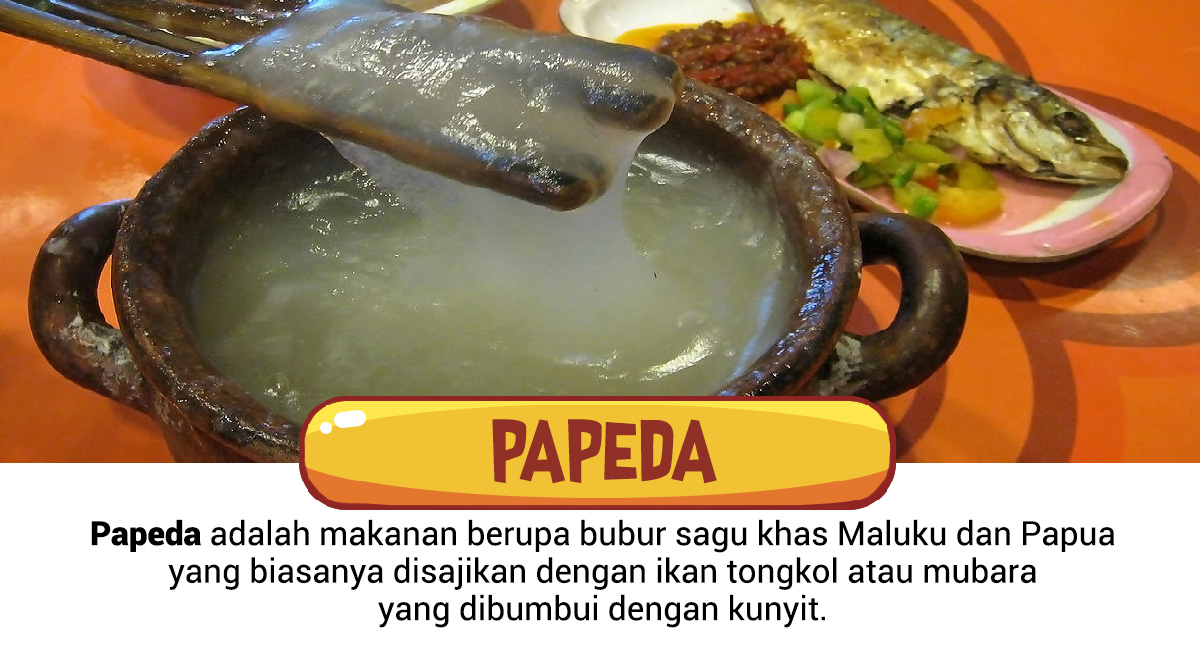 PAPEDA
Papeda adalah makanan berupa bubur sagu khas Maluku dan Papua
yang biasanya disajikan dengan ikan tongkol atau mubara
yang dibumbui dengan kunyit.